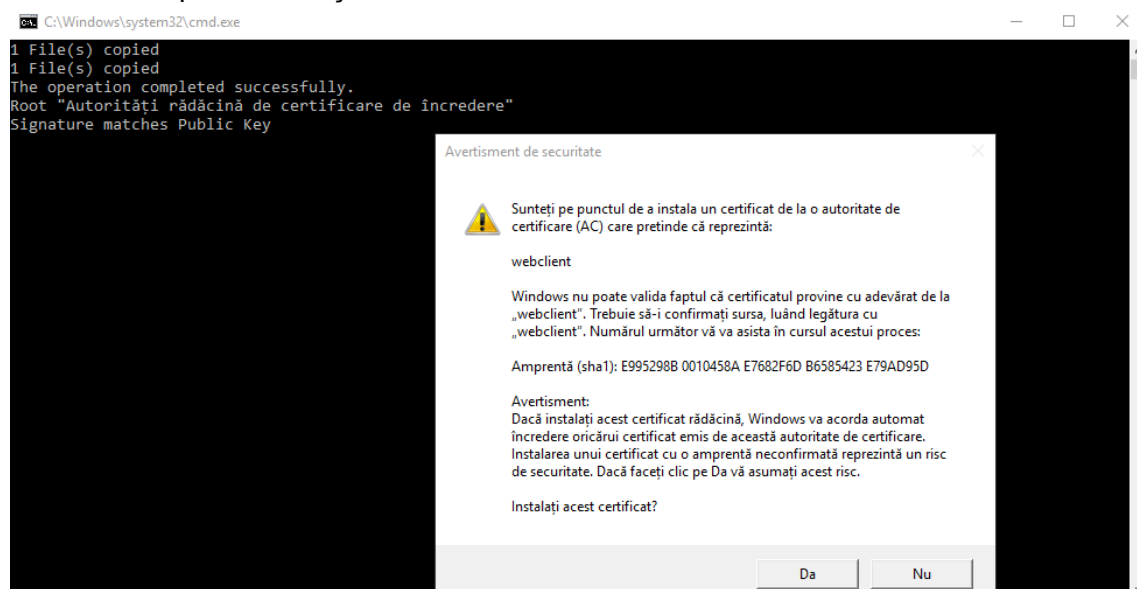 C:\Windows\system32\cmd.exe
1 File(s) copied
1 File(s) copied
The operation completed successfully.
Root "Autorități rădăcină de certificare de încredere"
Signature matches Public Key
Avertisment de securitate
Sunteți pe punctul de a instala un certificat de la o autoritate de
certificare (AC) care pretinde că reprezintă:
webclient
Windows nu poate valida faptul că certificatul provine cu adevărat de la
„webclient”. Trebuie să-i confirmați sursa, luând legătura cu
„webclient”. Numărul următor vă va asista în cursul acestui proces:
Amprentă (sha1): E995298B 0010458A E7682F6D B6585423 E79AD95D
Avertisment:
Dacă instalați acest certificat rădăcină, Windows va acorda automat
încredere oricărui certificat emis de această autoritate de certificare.
Instalarea unui certificat cu o amprentă neconfirmată reprezintă un risc
de securitate. Dacă faceți clic pe Da vă asumați acest risc.
Instalați acest certificat?
Da
Nu